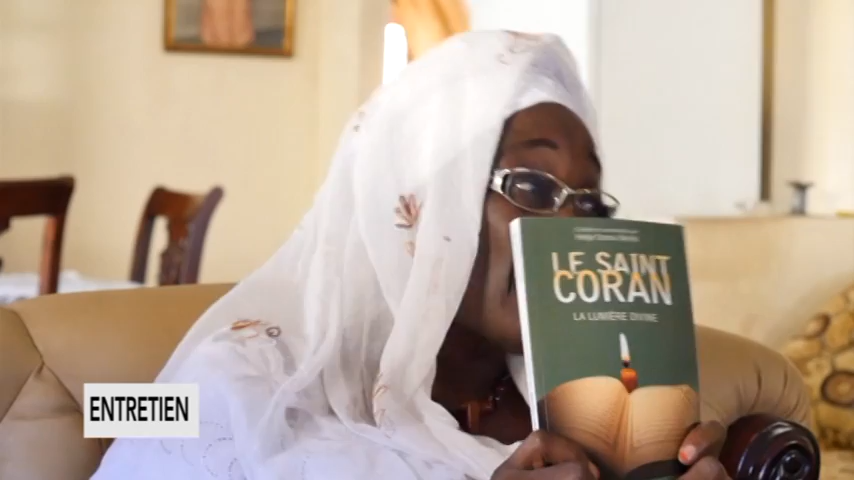 LE SAINT
CORAN
LA LUMIÈRE DIVINE
ENTRETIEN